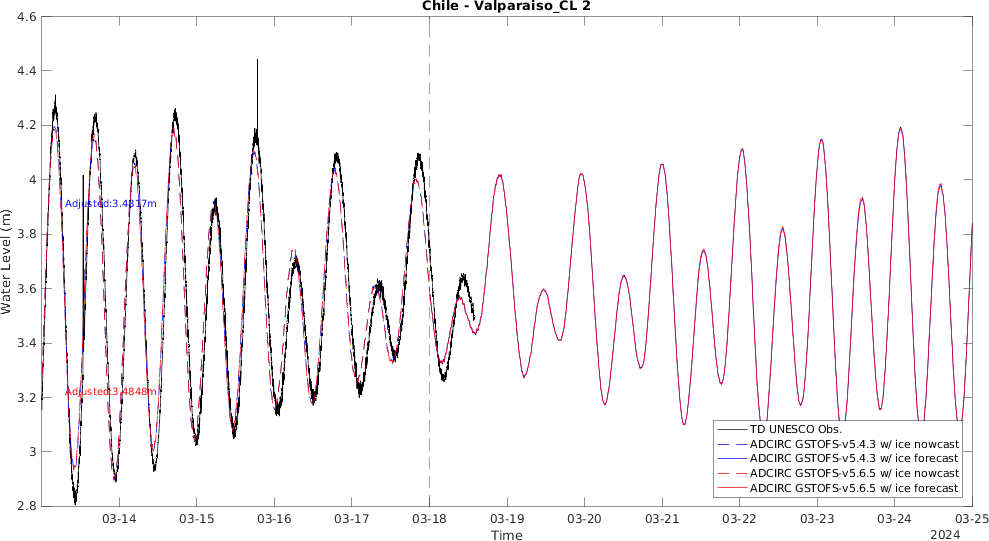 Chile - Valparaiso_CL 2
4.6
4.4
4.2
4
3.8
3.6
3.4
3.2
3
2.8
Water Level (m)
Adjusted:3.4817m
Adjusted:3.4848m
TD UNESCO Obs.
ADCIRC GSTOFS-v5.4.3 w/ ice nowcast
ADCIRC GSTOFS-v5.4.3 w/ ice forecast
ADCIRC GSTOFS-v5.6.5 w/ ice nowcast
ADCIRC GSTOFS-v5.6.5 w/ ice forecast
03-14 03-15 03-16 03-17 03-18 03-19 03-20 03-21 03-22 03-23 03-24 03-25
Time
2024